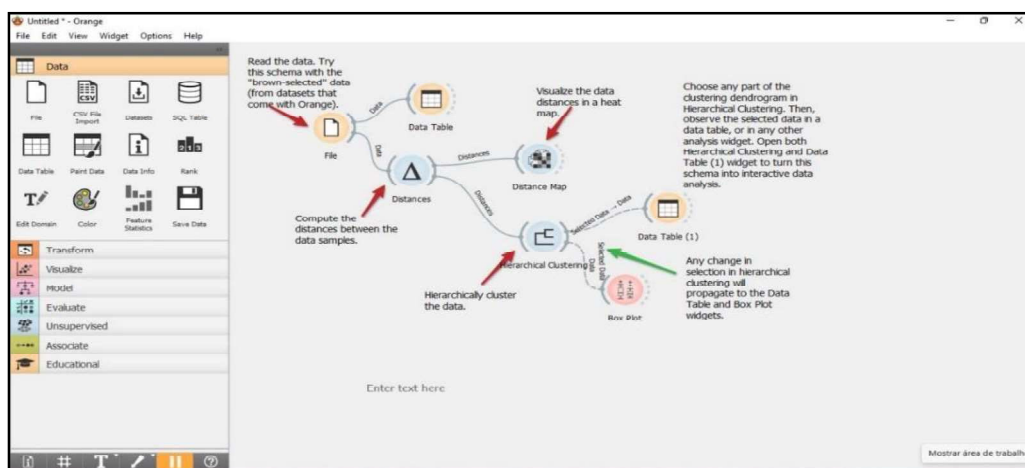 Untitled * - Orange
File Edit View Widget Options Help
Data
File
CSV File
Import
Datasets
SQL Table
Data Table
Paint Data
Data Info
Rank
Edit Domain
Color
Feature
Statistics
Save Data
Transform
Visualize
Model
Evaluate
Unsupervised
Associate
Educational
Read the data. Try
this schema with the
"brown-selected" data
(from datasets that
come with Orange).
File
Data
Data Table
Data
Compute the
distances between the
data samples.
Distances
Distances
Visualize the data
distances in a heat
map.
Distance Map
Distances
Hierarchically cluster
the data.
Hierarchical Clustering
Selected Data → Data
Data Table (1)
Selected Data
Data
Box Plot
Choose any part of the
clustering dendrogram in
Hierarchical Clustering. Then,
observe the selected data in a
data table, or in any other
analysis widget. Open both
Hierarchical Clustering and Data
Table (1) widget to turn this
schema into interactive data
analysis.
Any change in
selection in hierarchical
clustering will
propagate to the Data
Table and Box Plot
widgets.
Enter text here
Mostrar área de trabalho